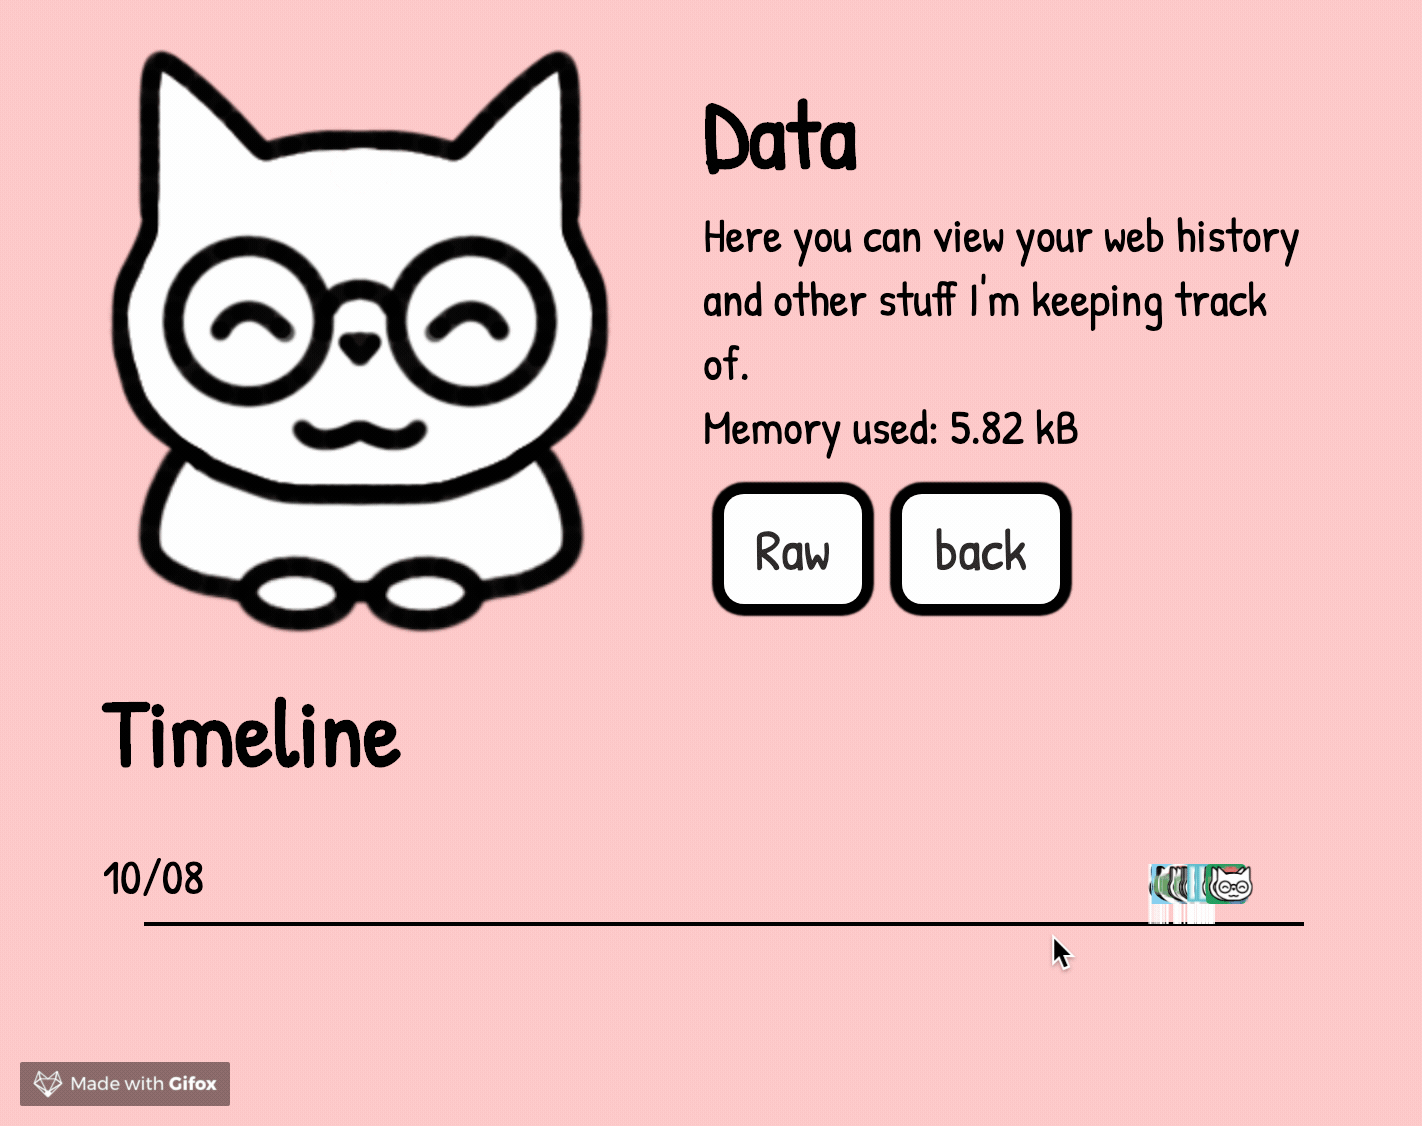 Data
Here you can view your web history
and other stuff I'm keeping track
of.
Memory used: 5.82 kB
Raw
back
Timeline
10/08
Made with Gifox